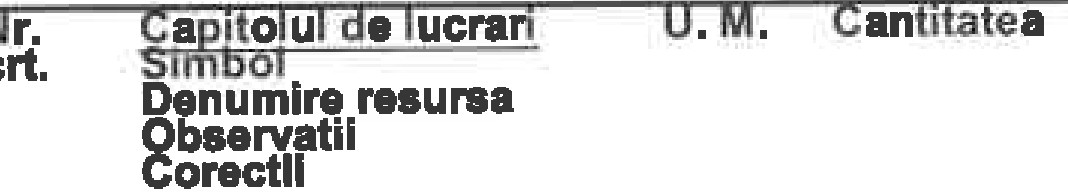 Nr. Capitolul de lucrari U. M. Cantitatea
crt. Simbol
Denumire resursa
Observatii
Corectii